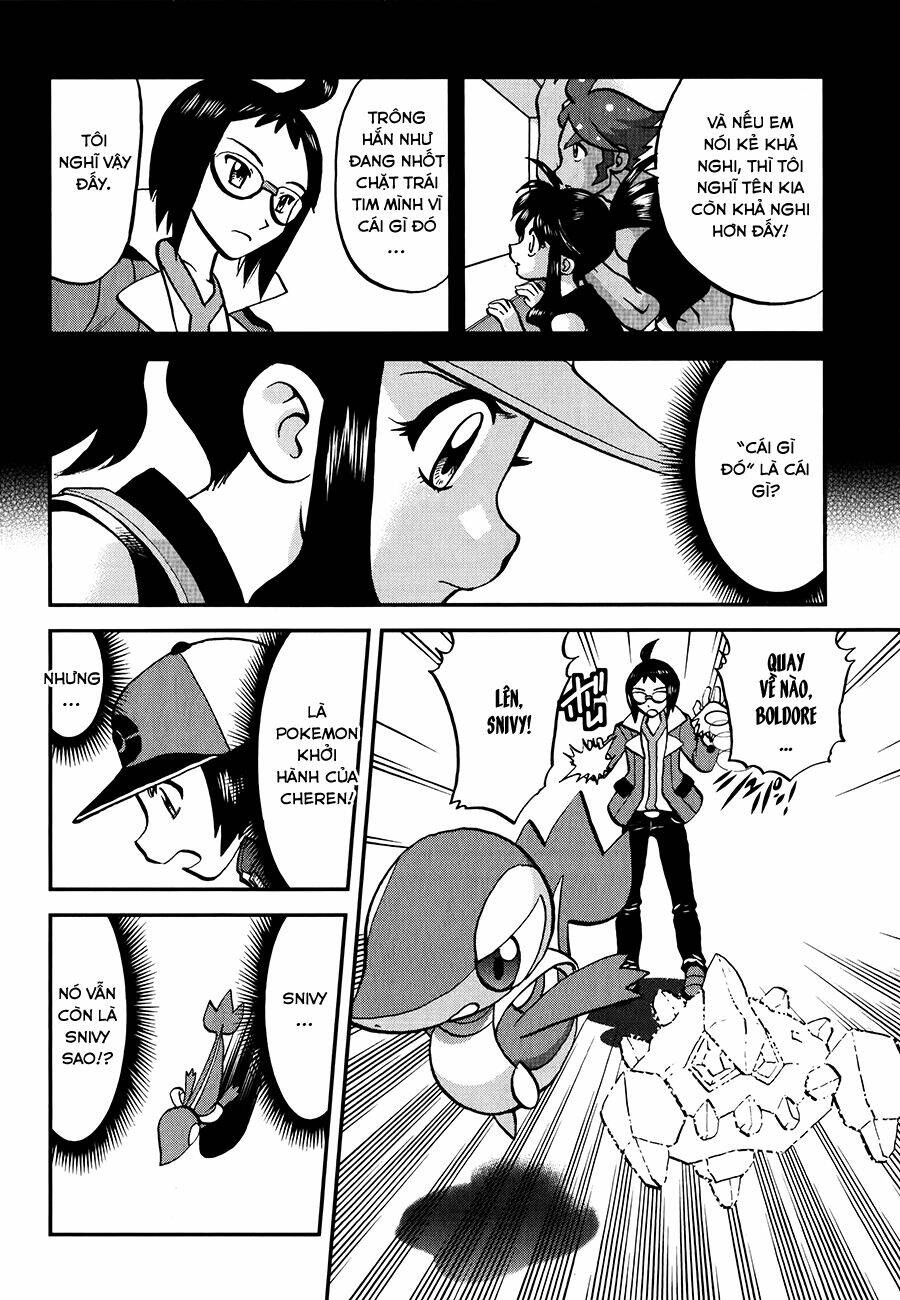 VÀ NẾU EM
NÓI KẺ KHẢ
NGHI, THÌ TÔI
NGHĨ TÊN KIA
CÒN KHẢ NGHI
HƠN ĐẤY!
TRÔNG
HẮN NHƯ
ĐANG NHỐT
CHẶT TRÁI
TIM MÌNH VÌ
CÁI GÌ ĐÓ
...
TÔI
NGHĨ VẬY
ĐẤY.
"CÁI GÌ
ĐÓ" LÀ CÁI
GÌ?
QUAY
VỀ NÀO,
BOLDORE
...
LÊN,
SNIVY!
LÀ
POKEMON
KHỞI
HÀNH CỦA
CHEREN!
NHƯNG
...
SNIVY
...
NÓ VẪN
CÒN LÀ
SNIVY
SAO!?